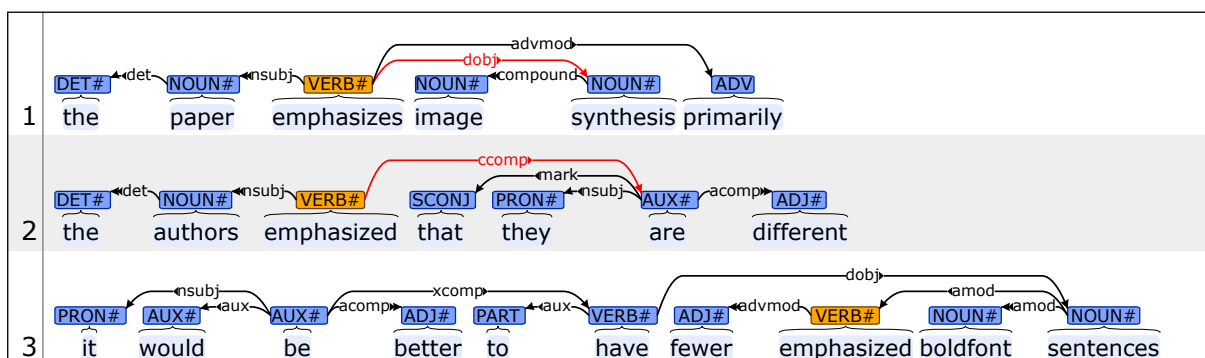 advmod
dobj
det nsubj compound
DET# NOUN# VERB# NOUN# NOUN# ADV
1 the paper emphasizes image synthesis primarily
ccomp
mark
det nsubj nsubj acomp
DET# NOUN# VERB# SCONJ PRON# AUX# ADJ#
2 the authors emphasized that they are different
dobj
nsubj xcomp amod
aux acomp aux advmod amod
PRON# AUX# AUX# ADJ# PART VERB# ADJ# VERB# NOUN# NOUN#
3 it would be better to have fewer emphasized boldfont sentences